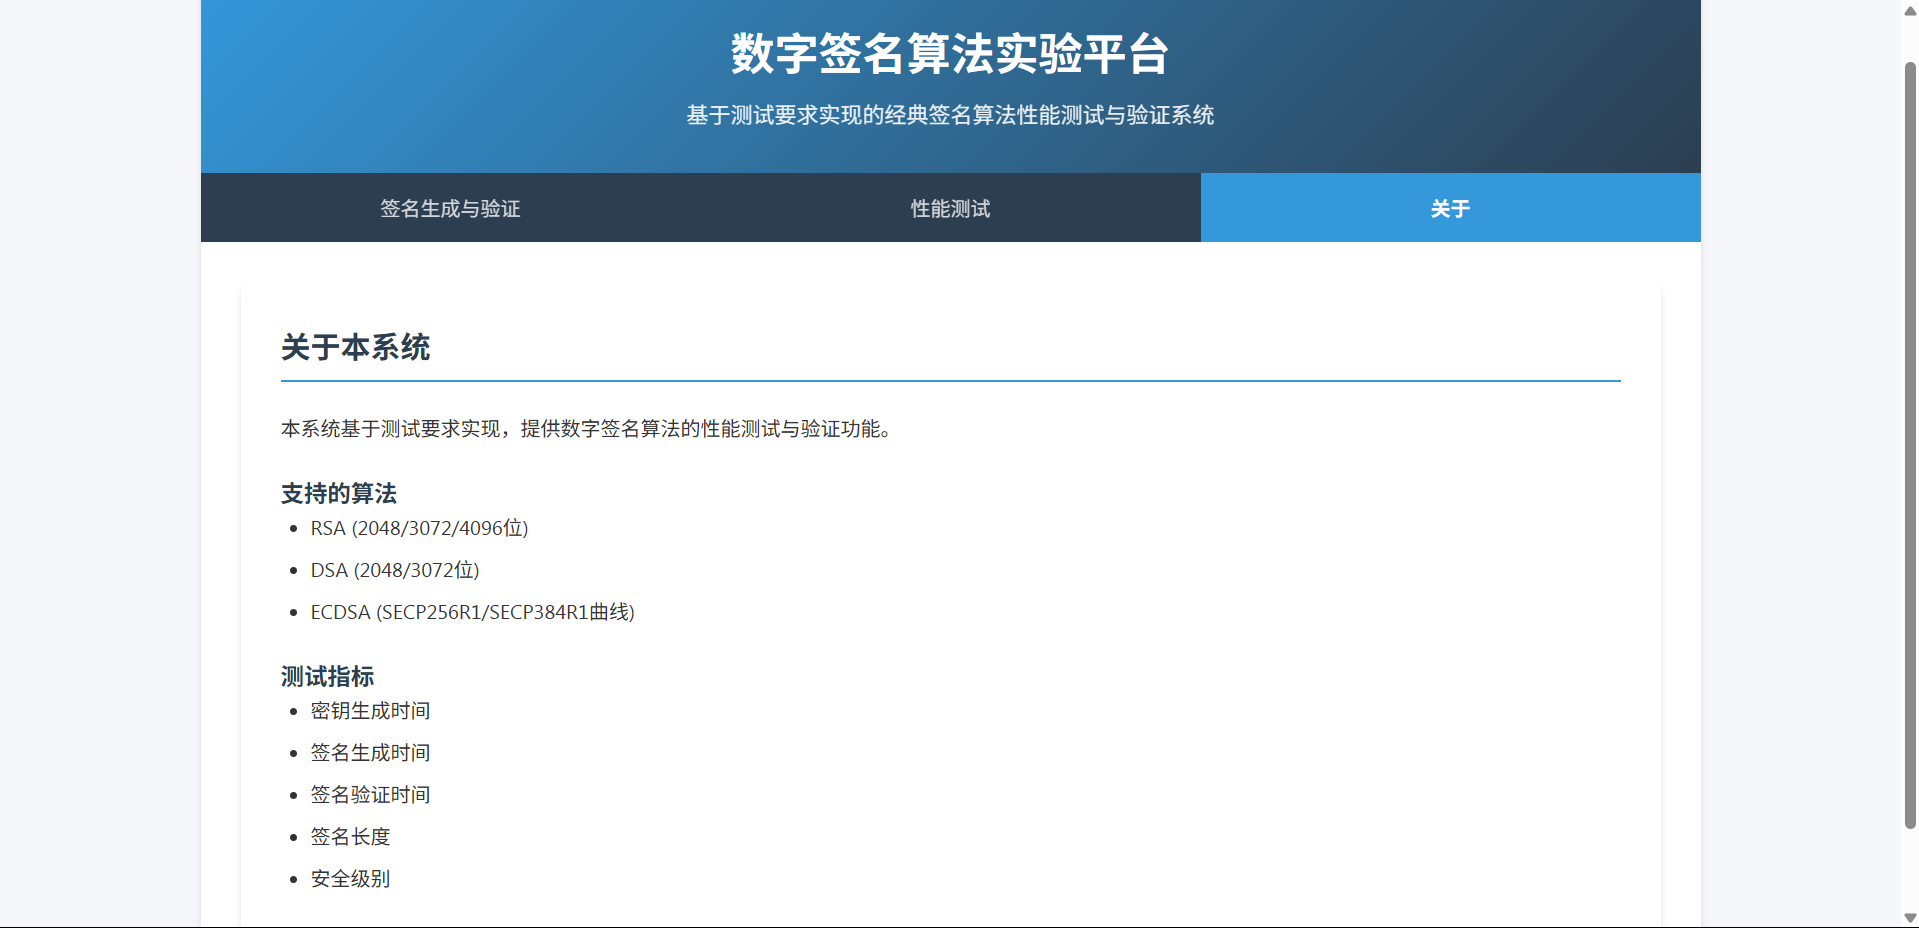 数字签名算法实验平台
基于测试要求实现的经典签名算法性能测试与验证系统
签名生成与验证
性能测试
关于
关于本系统
本系统基于测试要求实现，提供数字签名算法的性能测试与验证功能。
支持的算法
RSA (2048/3072/4096位)
DSA (2048/3072位)
ECDSA (SECP256R1/SECP384R1曲线)
测试指标
密钥生成时间
签名生成时间
签名验证时间
签名长度
安全级别